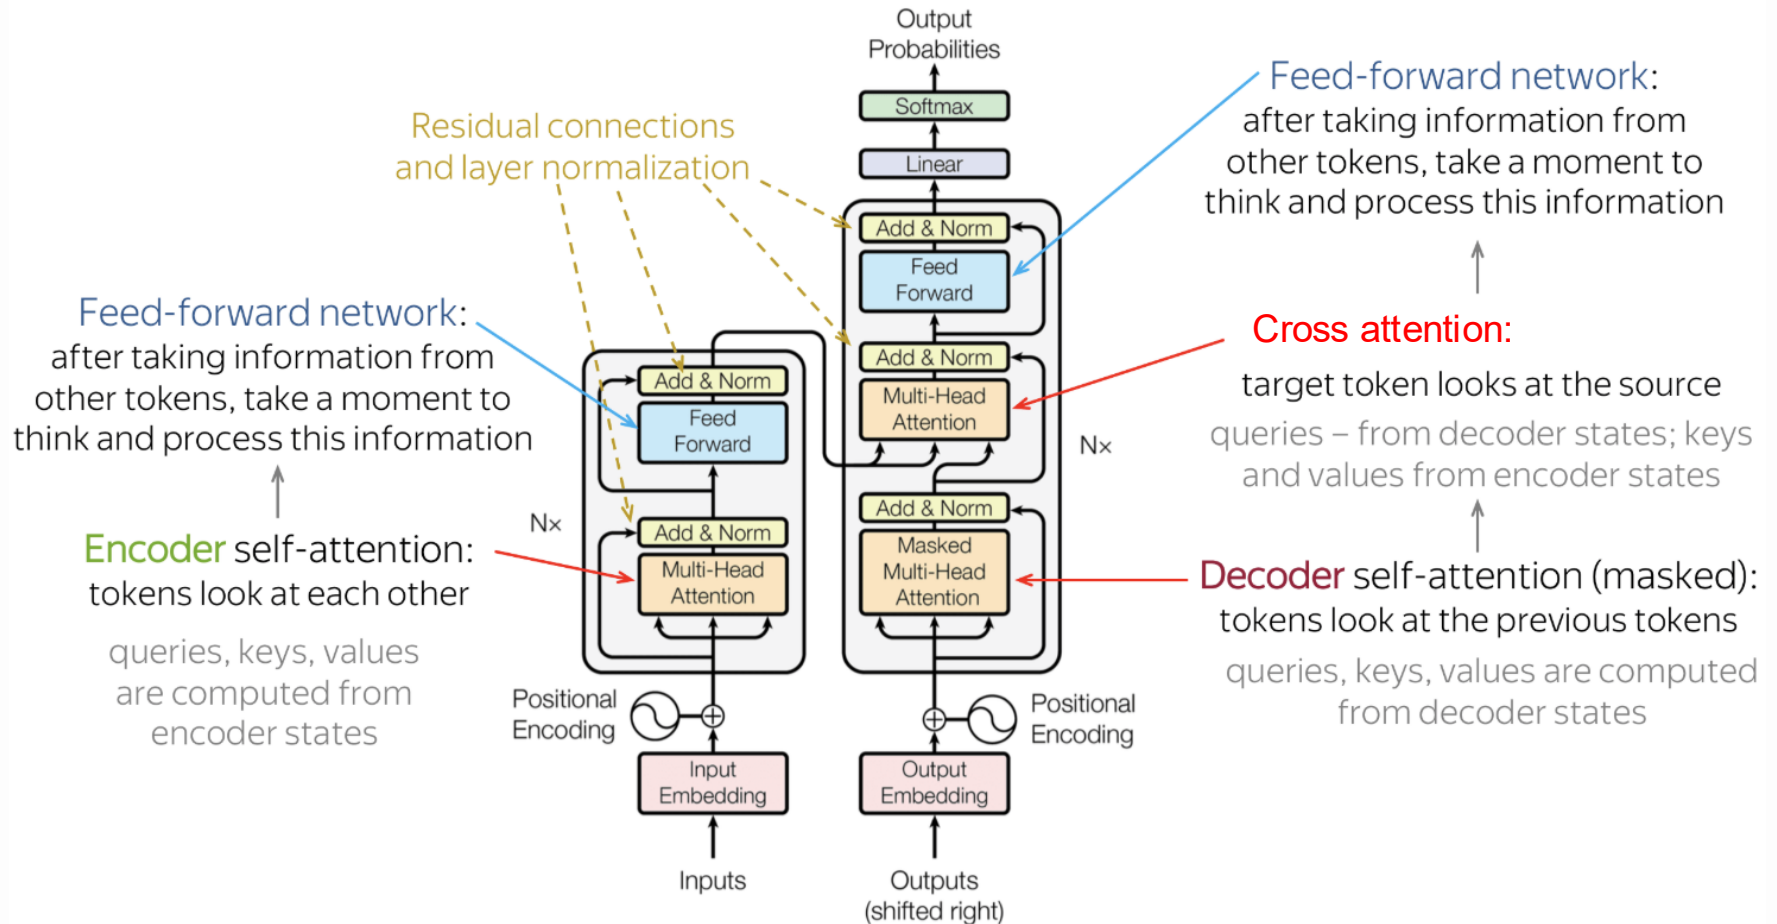 Output
Probabilities
Softmax
Linear
Add & Norm
Feed
Forward
Add & Norm
Multi-Head
Attention
Add & Norm
Masked
Multi-Head
Attention
Nx
Positional
Encoding
Output
Embedding
Outputs
(shifted right)
Residual connections
and layer normalization
Feed-forward network:
after taking information from
other tokens, take a moment to
think and process this information
Encoder self-attention:
tokens look at each other
queries, keys, values
are computed from
encoder states
Add & Norm
Feed
Forward
Nx
Add & Norm
Multi-Head
Attention
Positional
Encoding
Input
Embedding
Inputs
Feed-forward network:
after taking information from
other tokens, take a moment to
think and process this information
Cross attention:
target token looks at the source
queries – from decoder states; keys
and values from encoder states
Decoder self-attention (masked):
tokens look at the previous tokens
queries, keys, values are computed
from decoder states